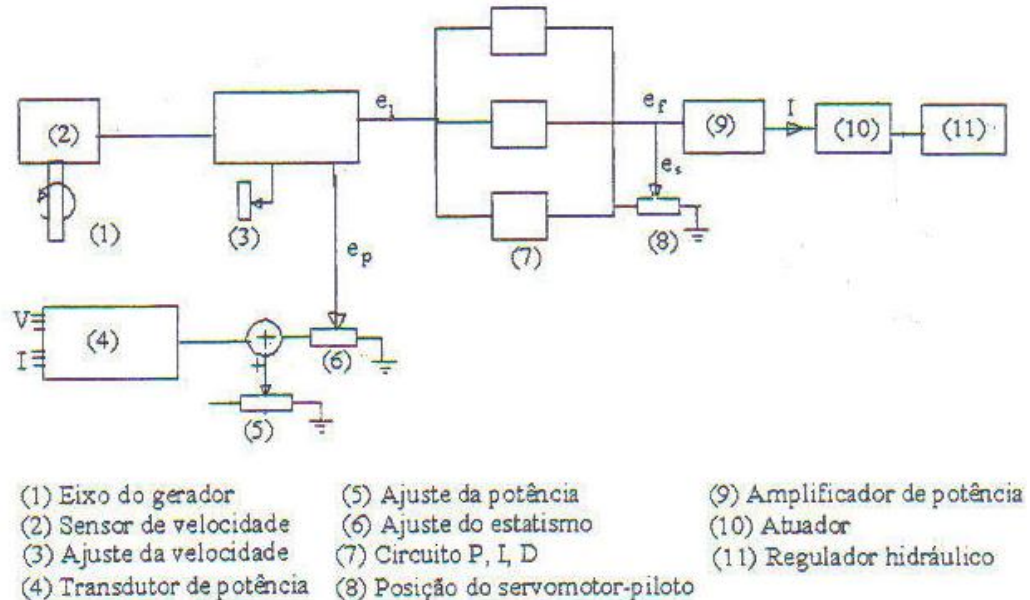 e₁
e_f
I
(2)
(9)
(10)
(11)
e_s
(1)
(3)
(7)
(8)
e_p
V
I
(4)
+
+
(6)
(5)
(1) Eixo do gerador
(2) Sensor de velocidade
(3) Ajuste da velocidade
(4) Transdutor de potência
(5) Ajuste da potência
(6) Ajuste do estatismo
(7) Circuito P, I, D
(8) Posição do servomotor-piloto
(9) Amplificador de potência
(10) Atuador
(11) Regulador hidráulico